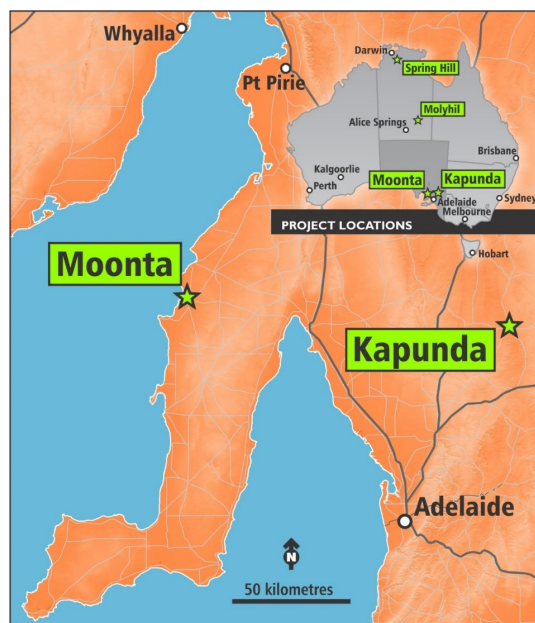 Whyalla
Pt Pirie
Darwin
Spring Hill
Molyhil
Alice Springs
Brisbane
Kalgoorlie
Perth
Moonta
Kapunda
Adelaide
Sydney
Melbourne
PROJECT LOCATIONS
Hobart
Moonta
Kapunda
Adelaide
N
50 kilometres